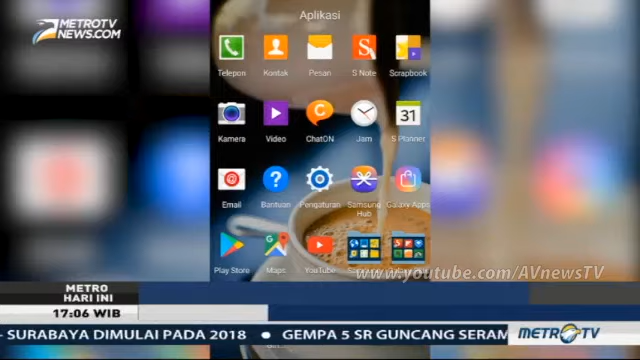 METROTV
NEWS.COM
Aplikasi
Telepon Kontak Pesan S Note Scrapbook
31
Kamera Video ChatON Jam S Planner
Email Bantuan Pengaturan Samsung Hub Galaxy Apps
Play Store Maps YouTube
www.youtube.com/AVnewsTV
METRO
HARI INI
17:06 WIB
SURABAYA DIMULAI PADA 2018 • GEMPA 5 SR GUNCANG SERAM
METRO TV